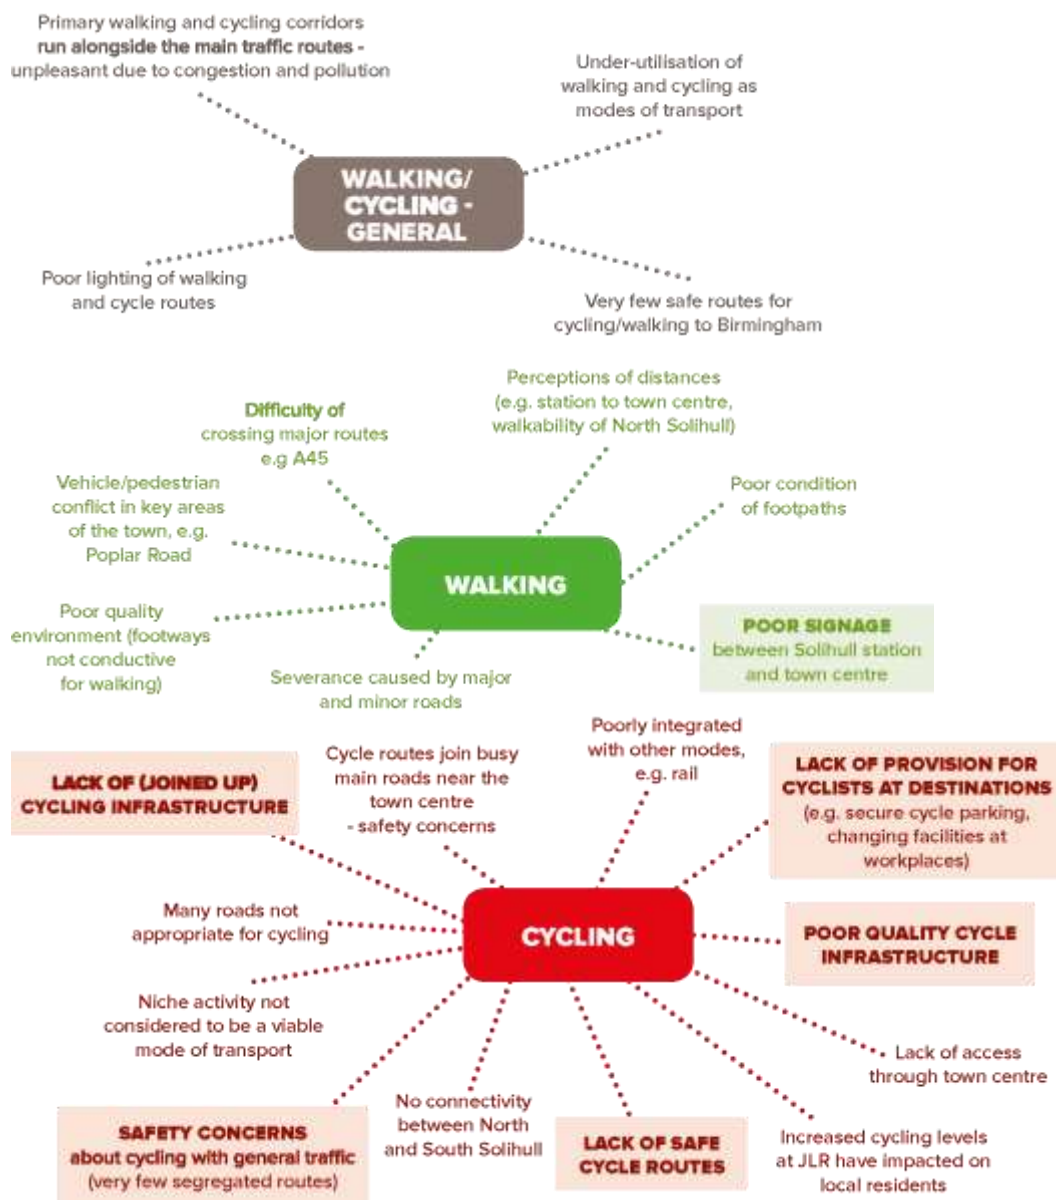 Primary walking and cycling corridors
run alongside the main traffic routes -
unpleasant due to congestion and pollution
Under-utilisation of
walking and cycling as
modes of transport
WALKING/
CYCLING -
GENERAL
Poor lighting of walking
and cycle routes
Very few safe routes for
cycling/walking to Birmingham
Perceptions of distances
(e.g. station to town centre,
walkability of North Solihull)
Difficulty of
crossing major routes
e.g A45
Vehicle/pedestrian
conflict in key areas
of the town, e.g.
Poplar Road
Poor condition
of footpaths
WALKING
Poor quality
environment (footways
not conductive
for walking)
Severance caused by major
and minor roads
POOR SIGNAGE
between Solihull station
and town centre
LACK OF (JOINED UP)
CYCLING INFRASTRUCTURE
Cycle routes join busy
main roads near the
town centre
- safety concerns
Poorly integrated
with other modes,
e.g. rail
LACK OF PROVISION FOR
CYCLISTS AT DESTINATIONS
(e.g. secure cycle parking,
changing facilities at
workplaces)
Many roads not
appropriate for cycling
CYCLING
POOR QUALITY CYCLE
INFRASTRUCTURE
Niche activity not
considered to be a viable
mode of transport
Lack of access
through town centre
SAFETY CONCERNS
about cycling with general traffic
(very few segregated routes)
No connectivity
between North
and South Solihull
LACK OF SAFE
CYCLE ROUTES
Increased cycling levels
at JLR have impacted on
local residents